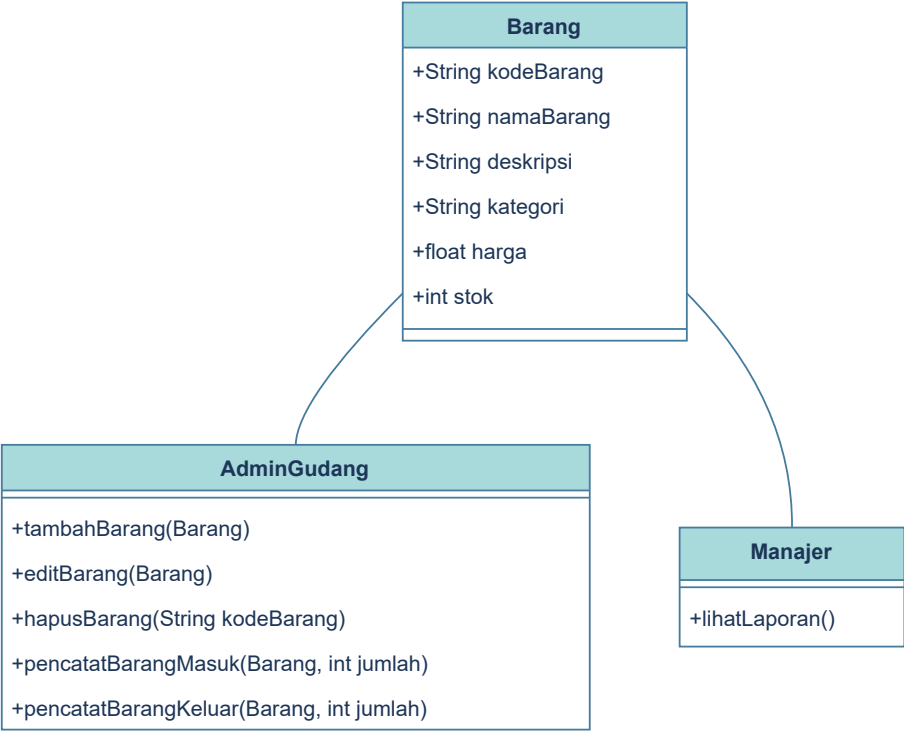 Barang
+String kodeBarang
+String namaBarang
+String deskripsi
+String kategori
+float harga
+int stok
AdminGudang
+tambahBarang(Barang)
+editBarang(Barang)
+hapusBarang(String kodeBarang)
+pencatatBarangMasuk(Barang, int jumlah)
+pencatatBarangKeluar(Barang, int jumlah)
Manajer
+lihatLaporan()